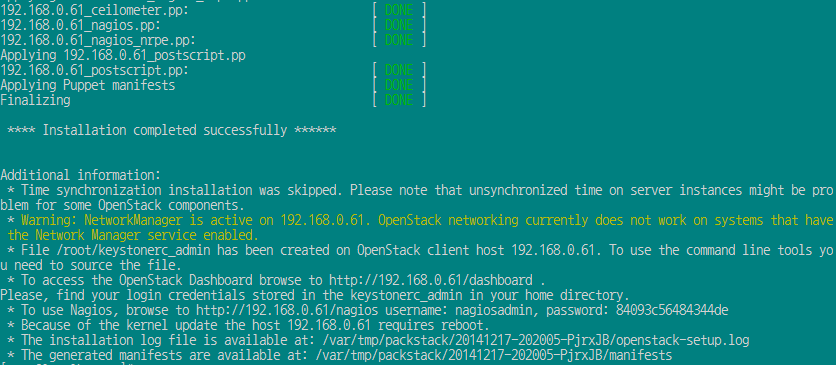 192.168.0.61_ceilometer.pp: [ DONE ]
192.168.0.61_nagios.pp: [ DONE ]
192.168.0.61_nagios_nrpe.pp: [ DONE ]
Applying 192.168.0.61_postscript.pp
192.168.0.61_postscript.pp: [ DONE ]
Applying Puppet manifests [ DONE ]
Finalizing [ DONE ]
**** Installation completed successfully ******
Additional information:
* Time synchronization installation was skipped. Please note that unsynchronized time on server instances might be pro
blem for some OpenStack components.
* Warning: NetworkManager is active on 192.168.0.61. OpenStack networking currently does not work on systems that have
the Network Manager service enabled.
* File /root/keystonerc_admin has been created on OpenStack client host 192.168.0.61. To use the command line tools yo
u need to source the file.
* To access the OpenStack Dashboard browse to http://192.168.0.61/dashboard .
Please, find your login credentials stored in the keystonerc_admin in your home directory.
* To use Nagios, browse to http://192.168.0.61/nagios username: nagiosadmin, password: 84093c56484344de
* Because of the kernel update the host 192.168.0.61 requires reboot.
* The installation log file is available at: /var/tmp/packstack/20141217-202005-PjrxJB/openstack-setup.log
* The generated manifests are available at: /var/tmp/packstack/20141217-202005-PjrxJB/manifests